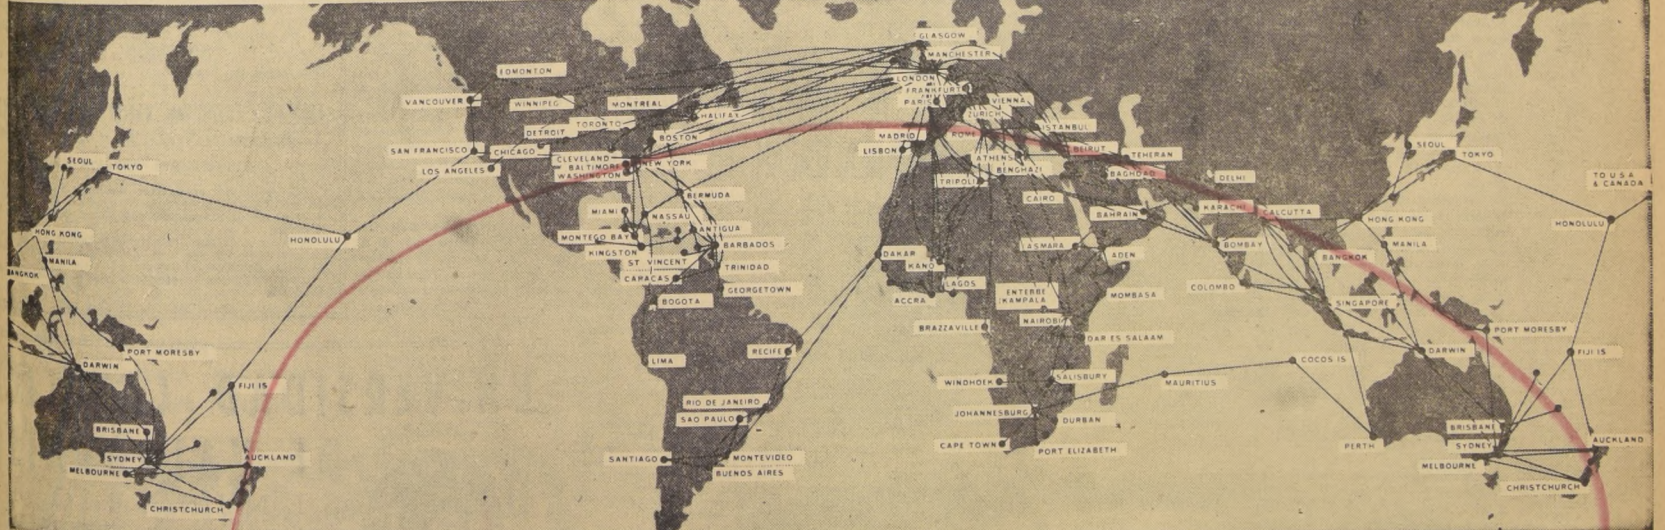 GLASGOW
MANCHESTER
LONDON
FRANKFURT
PARIS
VIENNA
ZURICH
MADRID
ROME
ISTANBUL
LISBON
ATHENS
BEIRUT
TEHERAN
BENGHAZI
BAGHDAD
TRIPOLI
CAIRO
DELHI
BAHRAIN
KARACHI
CALCUTTA
ASMARA
ADEN
BOMBAY
BANGKOK
DAKAR
KANO
LAGOS
ACCRA
ENTEBBE
/KAMPALA
MOMBASA
COLOMBO
SINGAPORE
BRAZZAVILLE
NAIROBI
DAR ES SALAAM
COCOS IS
WINDHOEK
SALISBURY
MAURITIUS
JOHANNESBURG
DURBAN
CAPE TOWN
PORT ELIZABETH
PERTH
EDMONTON
VANCOUVER
WINNIPEG
MONTREAL
HALIFAX
TORONTO
DETROIT
BOSTON
SAN FRANCISCO
CHICAGO
CLEVELAND
NEW YORK
BALTIMORE
WASHINGTON
LOS ANGELES
BERMUDA
MIAMI
NASSAU
ANTIGUA
MONTEGO BAY
BARBADOS
KINGSTON
ST VINCENT
TRINIDAD
CARACAS
GEORGETOWN
BOGOTA
LIMA
RECIFE
RIO DE JANEIRO
SAO PAULO
SANTIAGO
MONTEVIDEO
BUENOS AIRES
SEOUL
TOKYO
HONG KONG
HONOLULU
MANILA
BANGKOK
PORT MORESBY
DARWIN
FIJI IS
BRISBANE
SYDNEY
AUCKLAND
MELBOURNE
CHRISTCHURCH
SEOUL
TOKYO
TO U S A
& CANADA
HONG KONG
HONOLULU
MANILA
PORT MORESBY
DARWIN
FIJI IS
BRISBANE
SYDNEY
AUCKLAND
MELBOURNE
CHRISTCHURCH